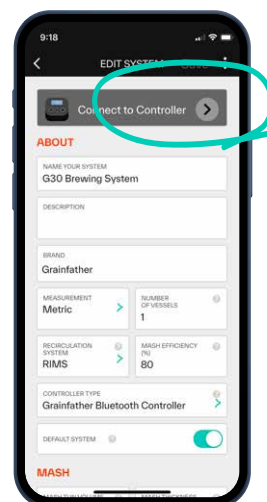 9:18
EDIT SYSTEM
Connect to Controller
ABOUT
NAME YOUR SYSTEM
G30 Brewing System
DESCRIPTION
BRAND
Grainfather
MEASUREMENT
Metric
NUMBER
OF VESSELS
1
RECIRCULATION
SYSTEM
RIMS
MASH EFFICIENCY
(%)
80
CONTROLLER TYPE
Grainfather Bluetooth Controller
DEFAULT SYSTEM
MASH